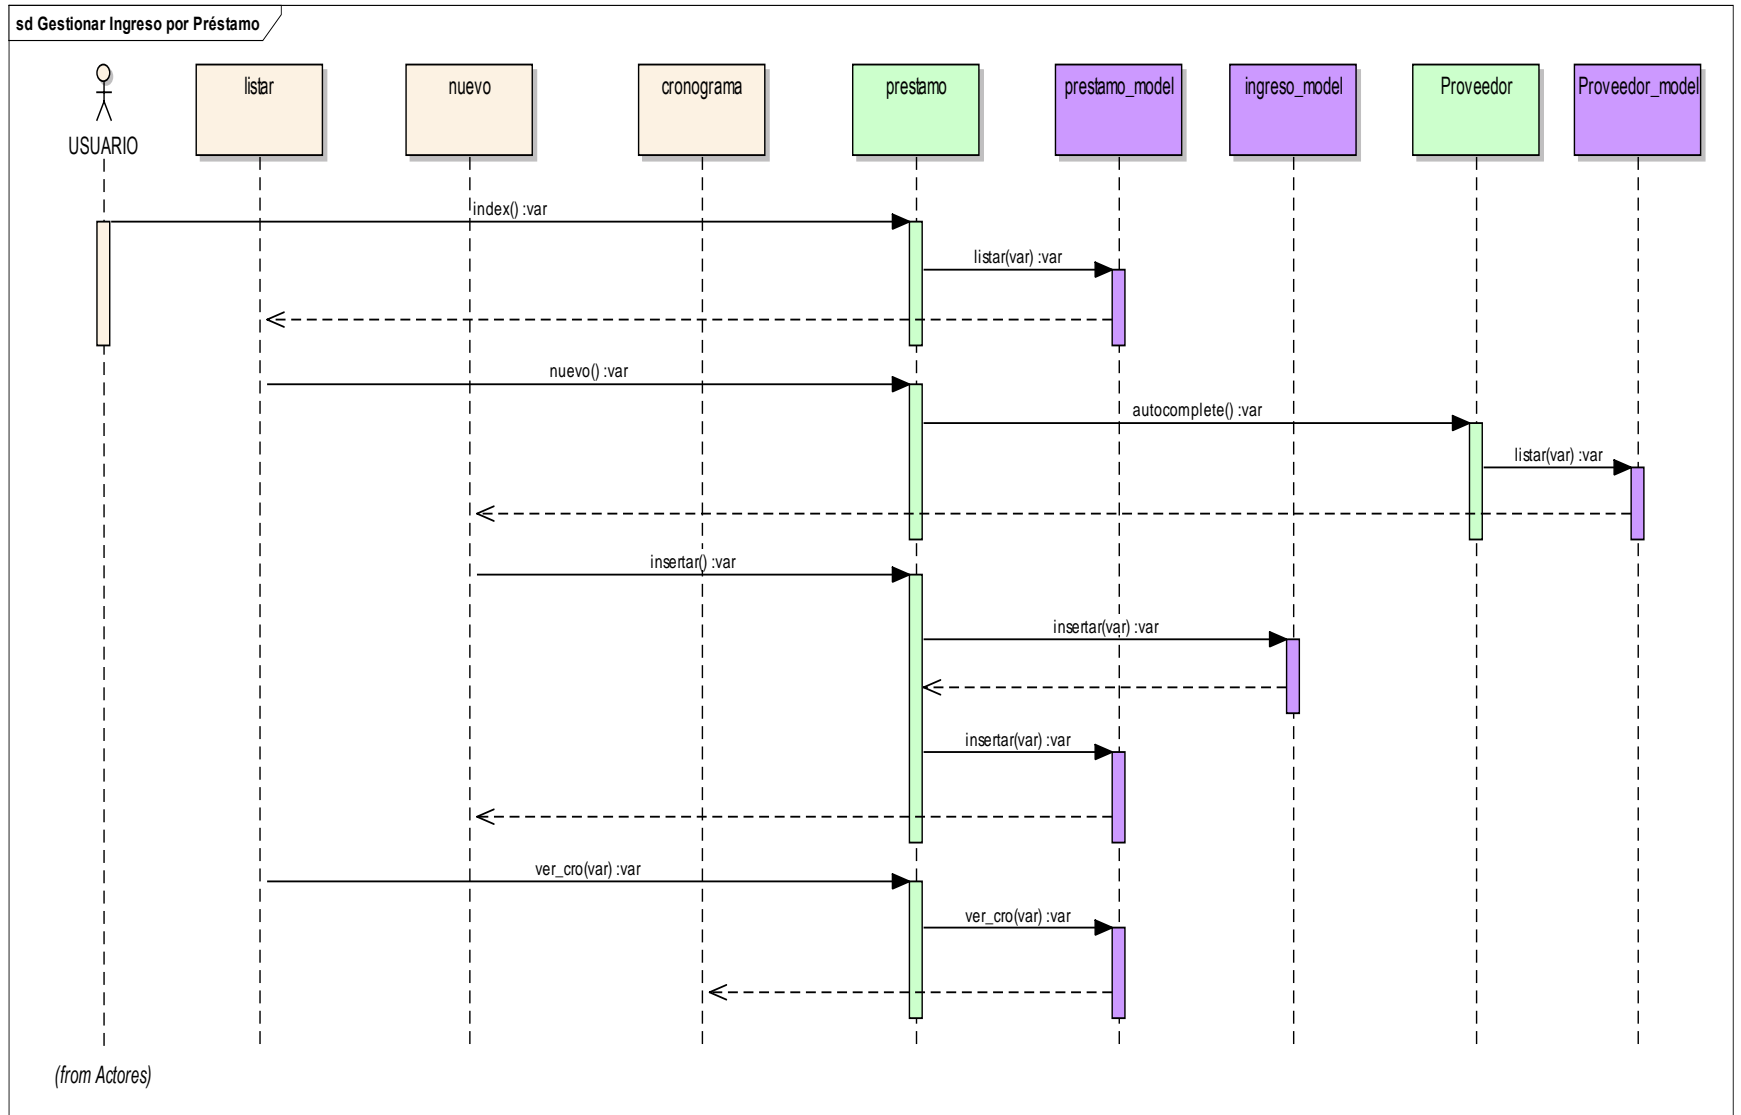 sd Gestionar Ingreso por Préstamo
USUARIO
listar
nuevo
cronograma
prestamo
prestamo_model
ingreso_model
Proveedor
Proveedor_model
index() :var
listar(var) :var
nuevo() :var
autocomplete() :var
listar(var) :var
insertar() :var
insertar(var) :var
insertar(var) :var
ver_cro(var) :var
ver_cro(var) :var
(from Actores)